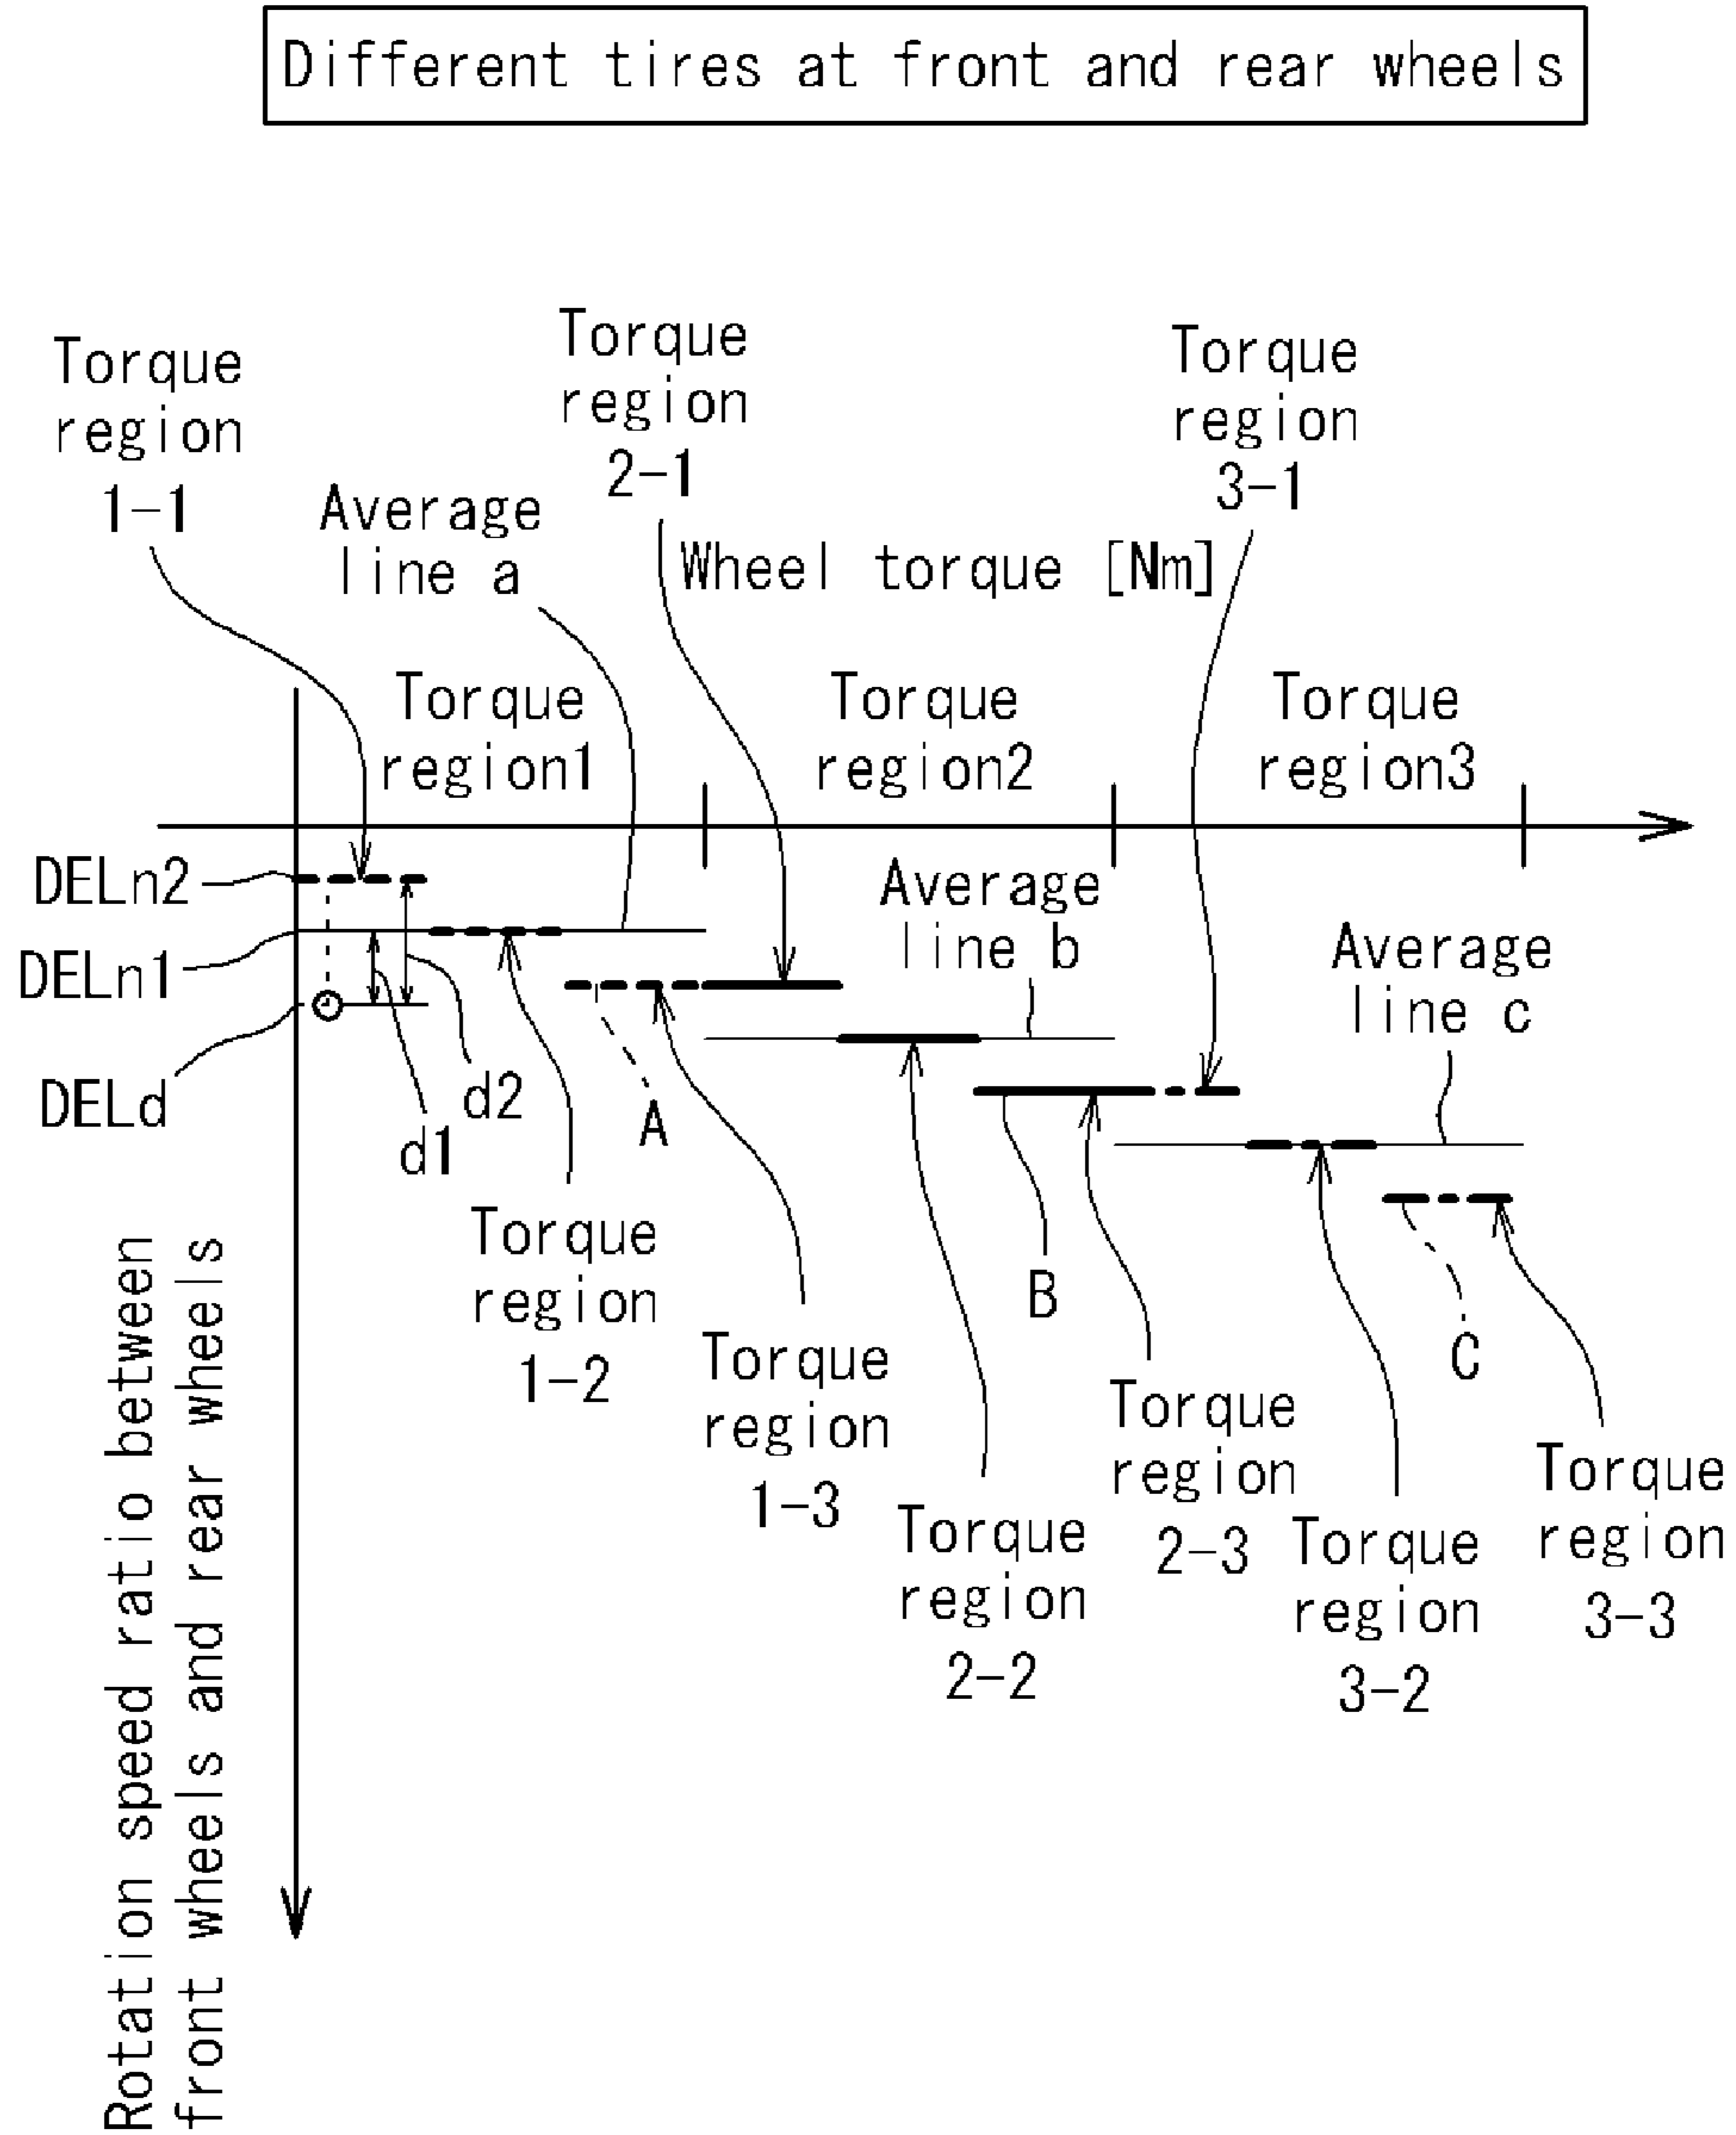 Different tires at front and rear wheels
Torque
region
1-1
Average
line a
Torque
region
2-1
Wheel torque [Nm]
Torque
region
3-1
Torque
region1
Torque
region2
Torque
region3
DELn2
DELn1
DELd
d1
d2
A
Average
line b
Average
line c
B
C
Torque
region
1-2
Torque
region
1-3
Torque
region
2-2
Torque
region
2-3
Torque
region
3-2
Torque
region
3-3
Rotation speed ratio between
front wheels and rear wheels